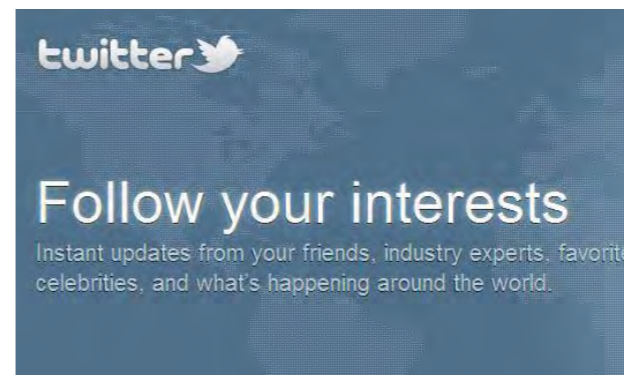 twitter
Follow your interests
Instant updates from your friends, industry experts, favorite
celebrities, and what's happening around the world.